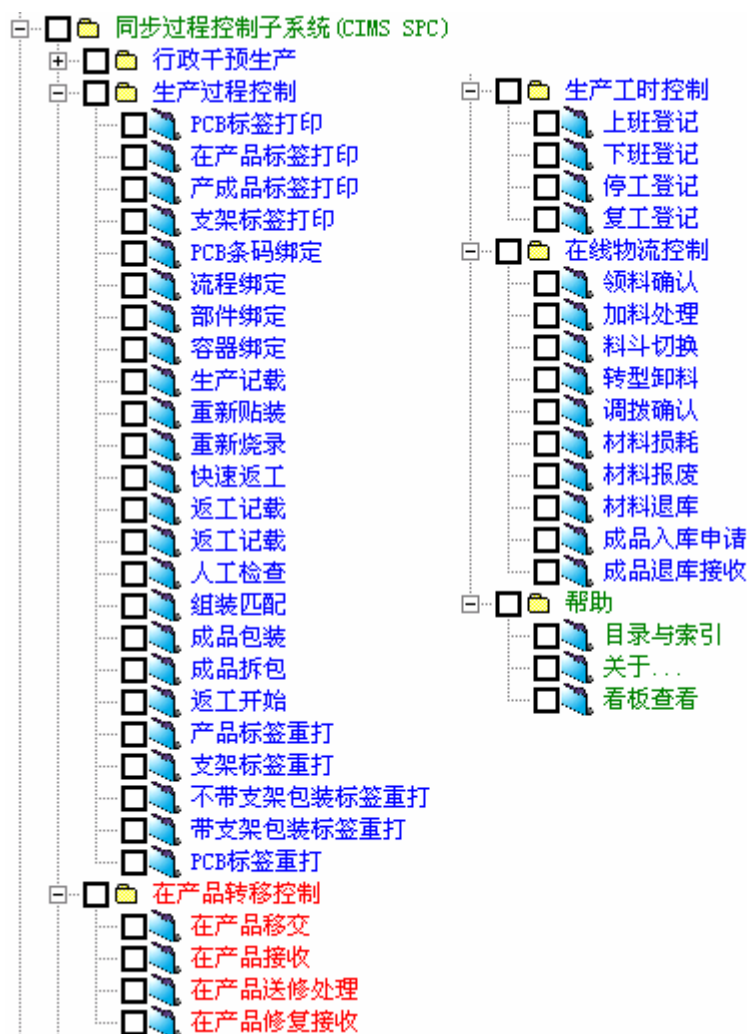 同步过程控制子系统(CIMS SPC)
行政干预生产
生产过程控制
PCB标签打印
在产品标签打印
产成品标签打印
支架标签打印
PCB条码绑定
流程绑定
部件绑定
容器绑定
生产记载
重新贴装
重新烧录
快速返工
返工记载
返工记载
人工检查
组装匹配
成品包装
成品拆包
返工开始
产品标签重打
支架标签重打
不带支架包装标签重打
带支架包装标签重打
PCB标签重打
在产品转移控制
在产品移交
在产品接收
在产品送修处理
在产品修复接收
生产工时控制
上班登记
下班登记
停工登记
复工登记
在线物流控制
领料确认
加料处理
料斗切换
转型卸料
调拨确认
材料损耗
材料报废
材料退库
成品入库申请
成品退库接收
帮助
目录与索引
关于...
看板查看